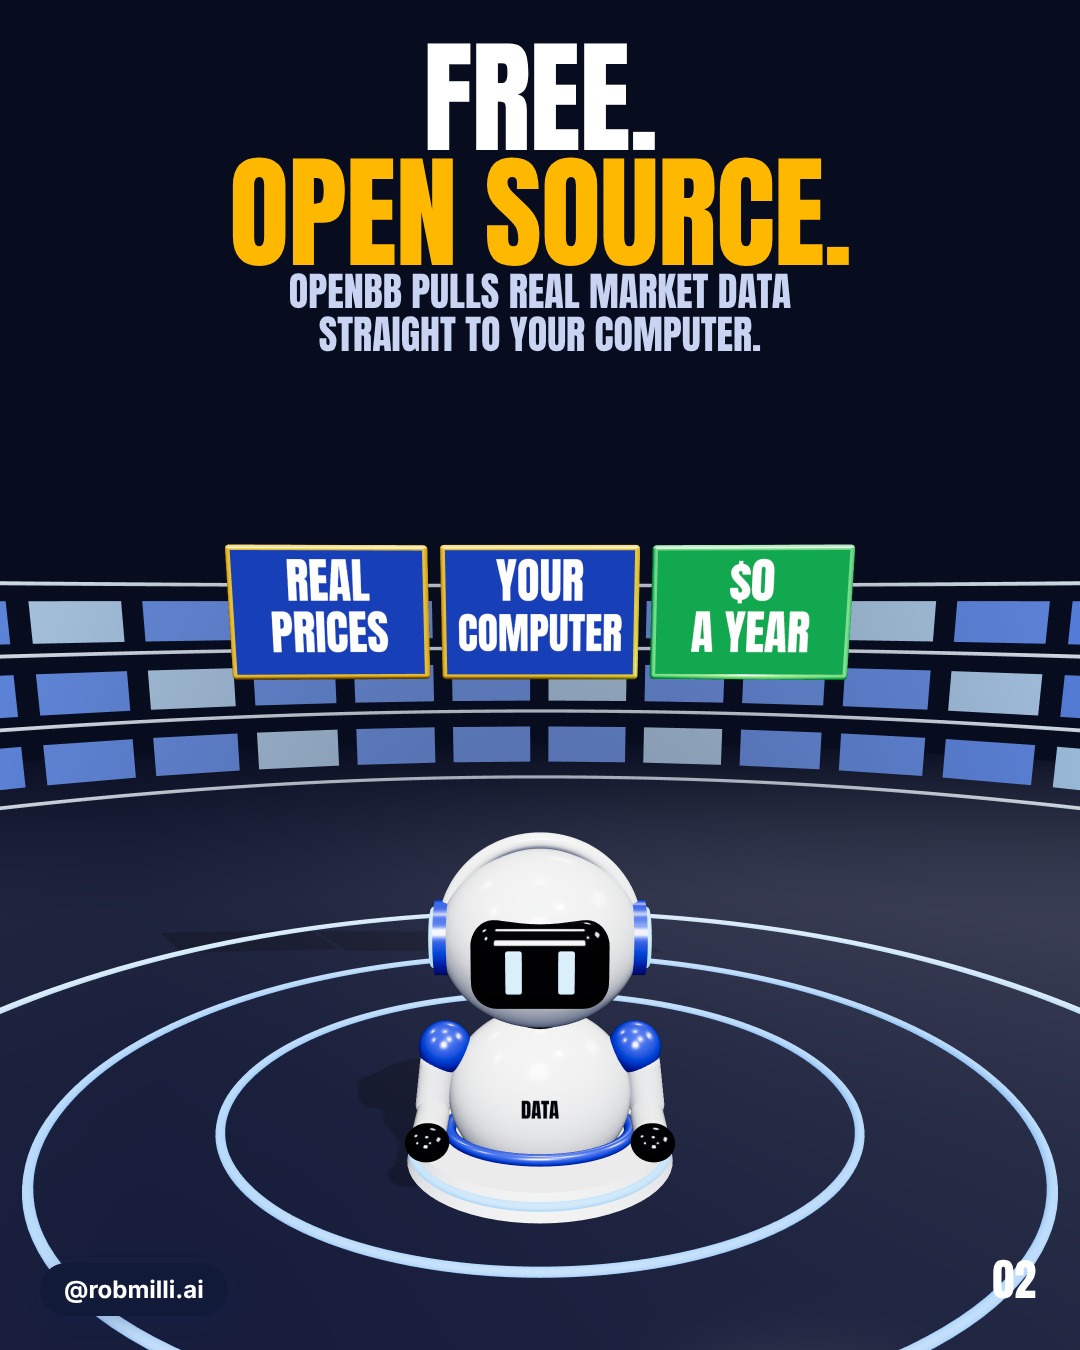 FREE.
OPEN SOURCE.
OPENBB PULLS REAL MARKET DATA
STRAIGHT TO YOUR COMPUTER.
REAL
PRICES
YOUR
COMPUTER
$0
A YEAR
DATA
@robmilli.ai
02